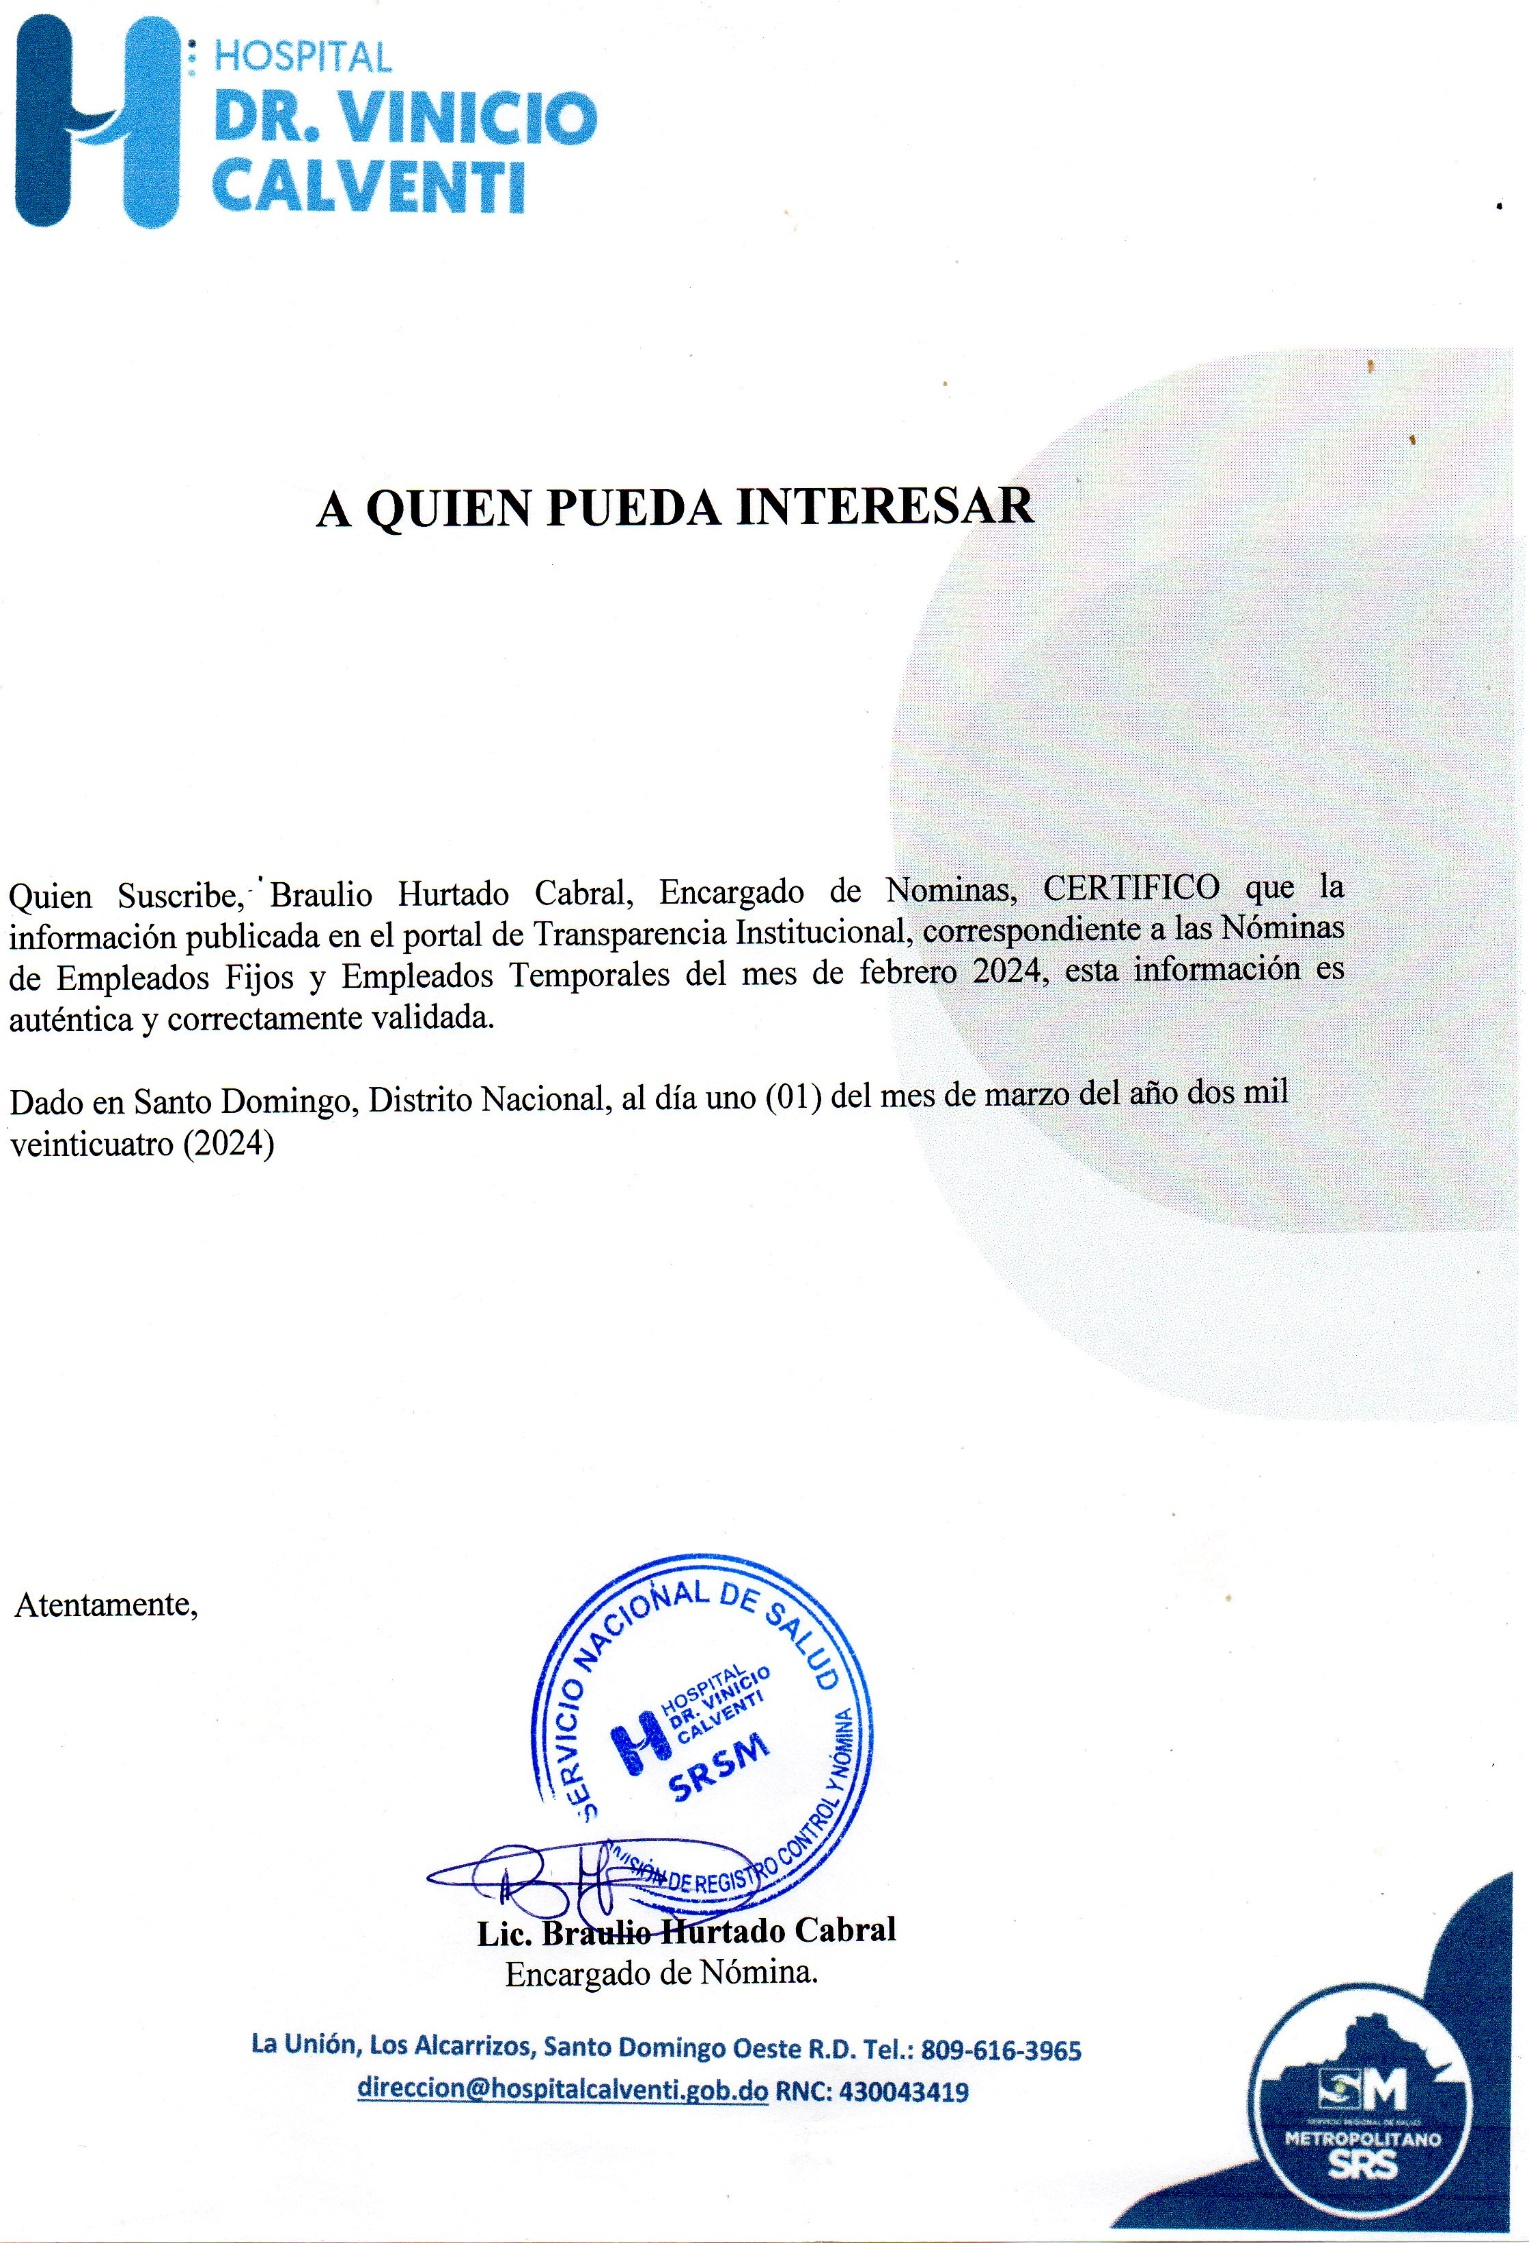 HOSPITAL
DR. VINICIO
CALVENTI
A QUIEN PUEDA INTERESAR
Quien Suscribe, Braulio Hurtado Cabral, Encargado de Nominas, CERTIFICO que la
información publicada en el portal de Transparencia Institucional, correspondiente a las Nóminas
de Empleados Fijos y Empleados Temporales del mes de febrero 2024, esta información es
auténtica y correctamente validada.
Dado en Santo Domingo, Distrito Nacional, al día uno (01) del mes de marzo del año dos mil
veinticuatro (2024)
Atentamente,
SERVICIO NACIONAL DE SALUD
HOSPITAL
DR. VINICIO
CALVENTI
SRSM
DIVISIÓN DE REGISTRO CONTROL Y NÓMINA
Lic. Braulio Hurtado Cabral
Encargado de Nómina.
La Unión, Los Alcarrizos, Santo Domingo Oeste R.D. Tel.: 809-616-3965
direccion@hospitalcalventi.gob.do RNC: 430043419
SM
SERVICIO REGIONAL DE SALUD
METROPOLITANO
SRS